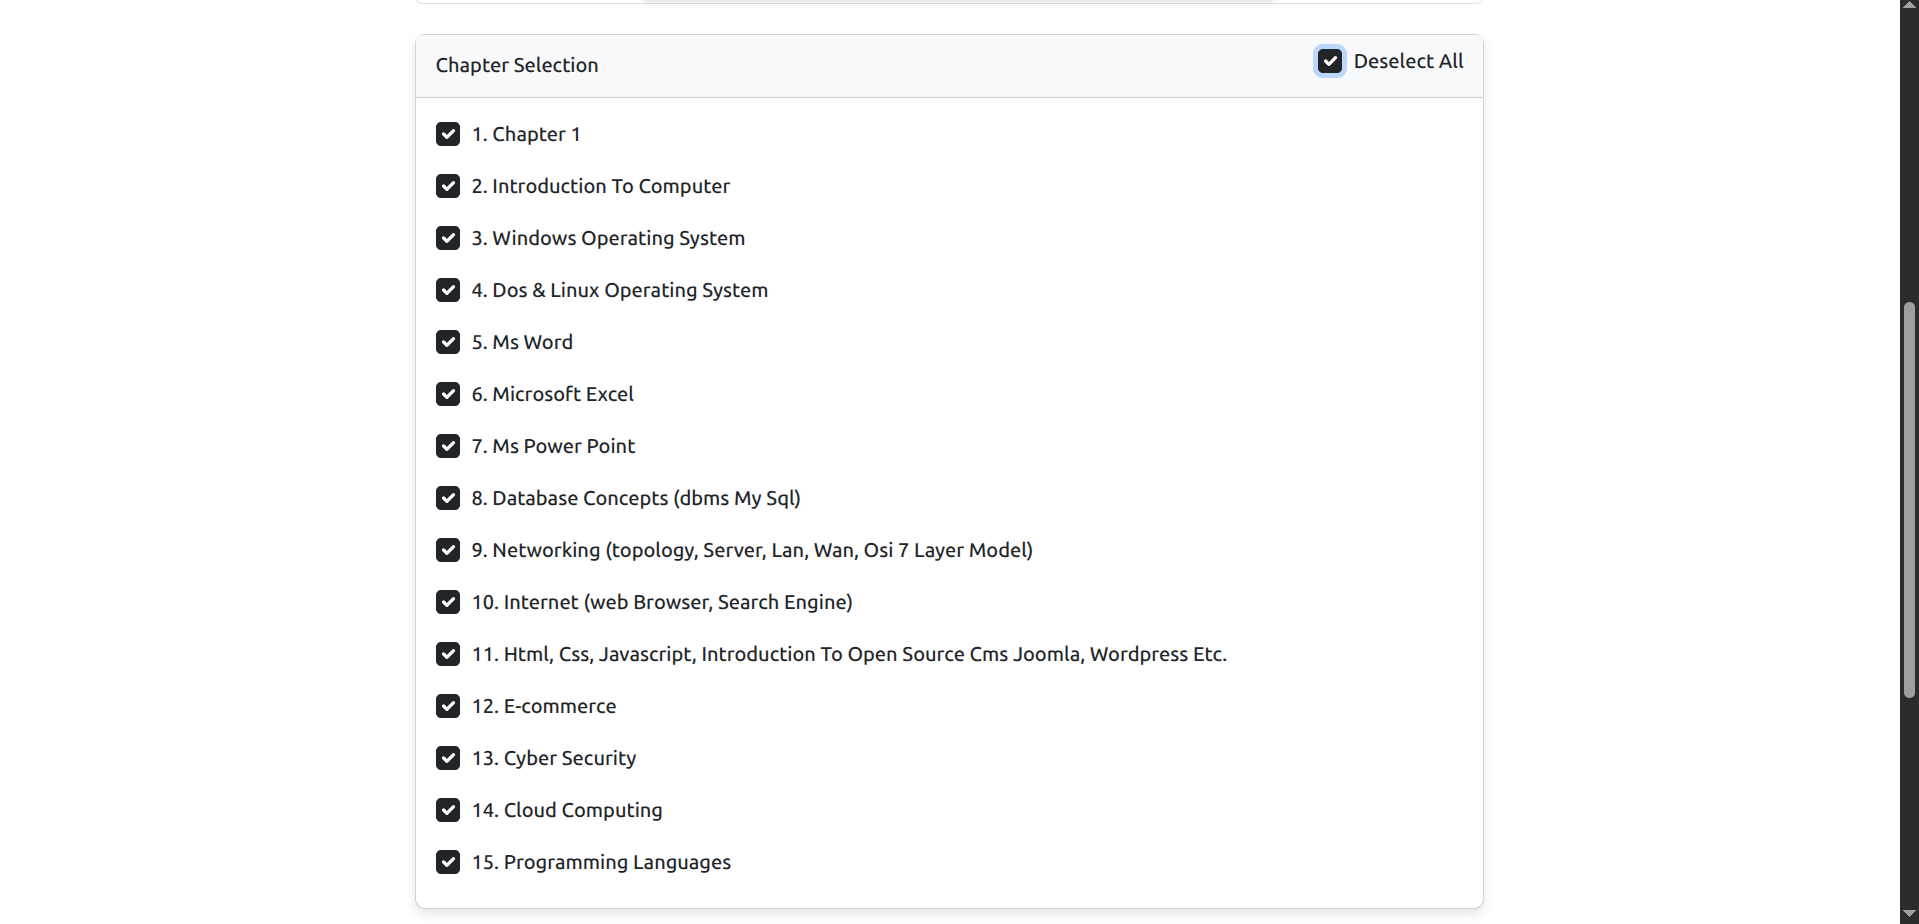 Chapter Selection
Deselect All
1. Chapter 1
2. Introduction To Computer
3. Windows Operating System
4. Dos & Linux Operating System
5. Ms Word
6. Microsoft Excel
7. Ms Power Point
8. Database Concepts (dbms My Sql)
9. Networking (topology, Server, Lan, Wan, Osi 7 Layer Model)
10. Internet (web Browser, Search Engine)
11. Html, Css, Javascript, Introduction To Open Source Cms Joomla, Wordpress Etc.
12. E-commerce
13. Cyber Security
14. Cloud Computing
15. Programming Languages